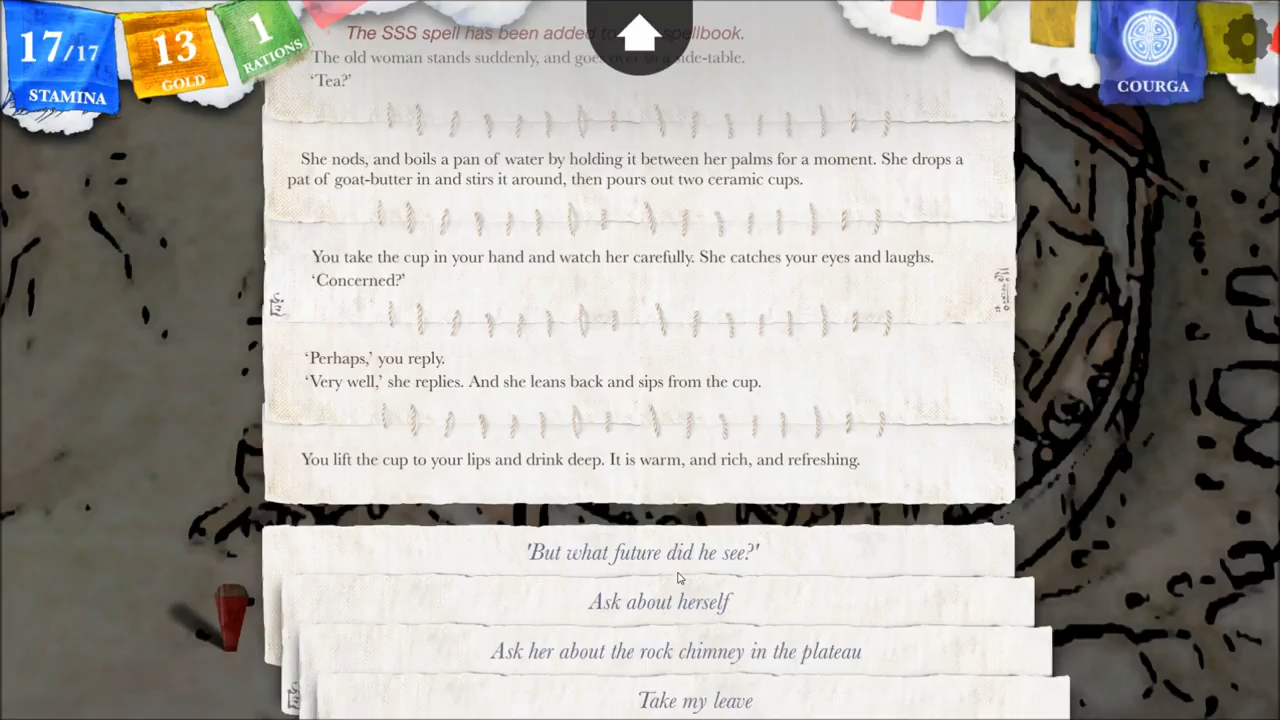 17/17
STAMINA
13
GOLD
1
RATIONS
COURGA
The SSS spell has been added to spellbook.
The old woman stands suddenly, and goes to a side-table.
‘Tea?’
She nods, and boils a pan of water by holding it between her palms for a moment. She drops a
pat of goat-butter in and stirs it around, then pours out two ceramic cups.
You take the cup in your hand and watch her carefully. She catches your eyes and laughs.
‘Concerned?’
‘Perhaps,’ you reply.
‘Very well,’ she replies. And she leans back and sips from the cup.
You lift the cup to your lips and drink deep. It is warm, and rich, and refreshing.
'But what future did he see?'
Ask about herself
Ask her about the rock chimney in the plateau
Take my leave